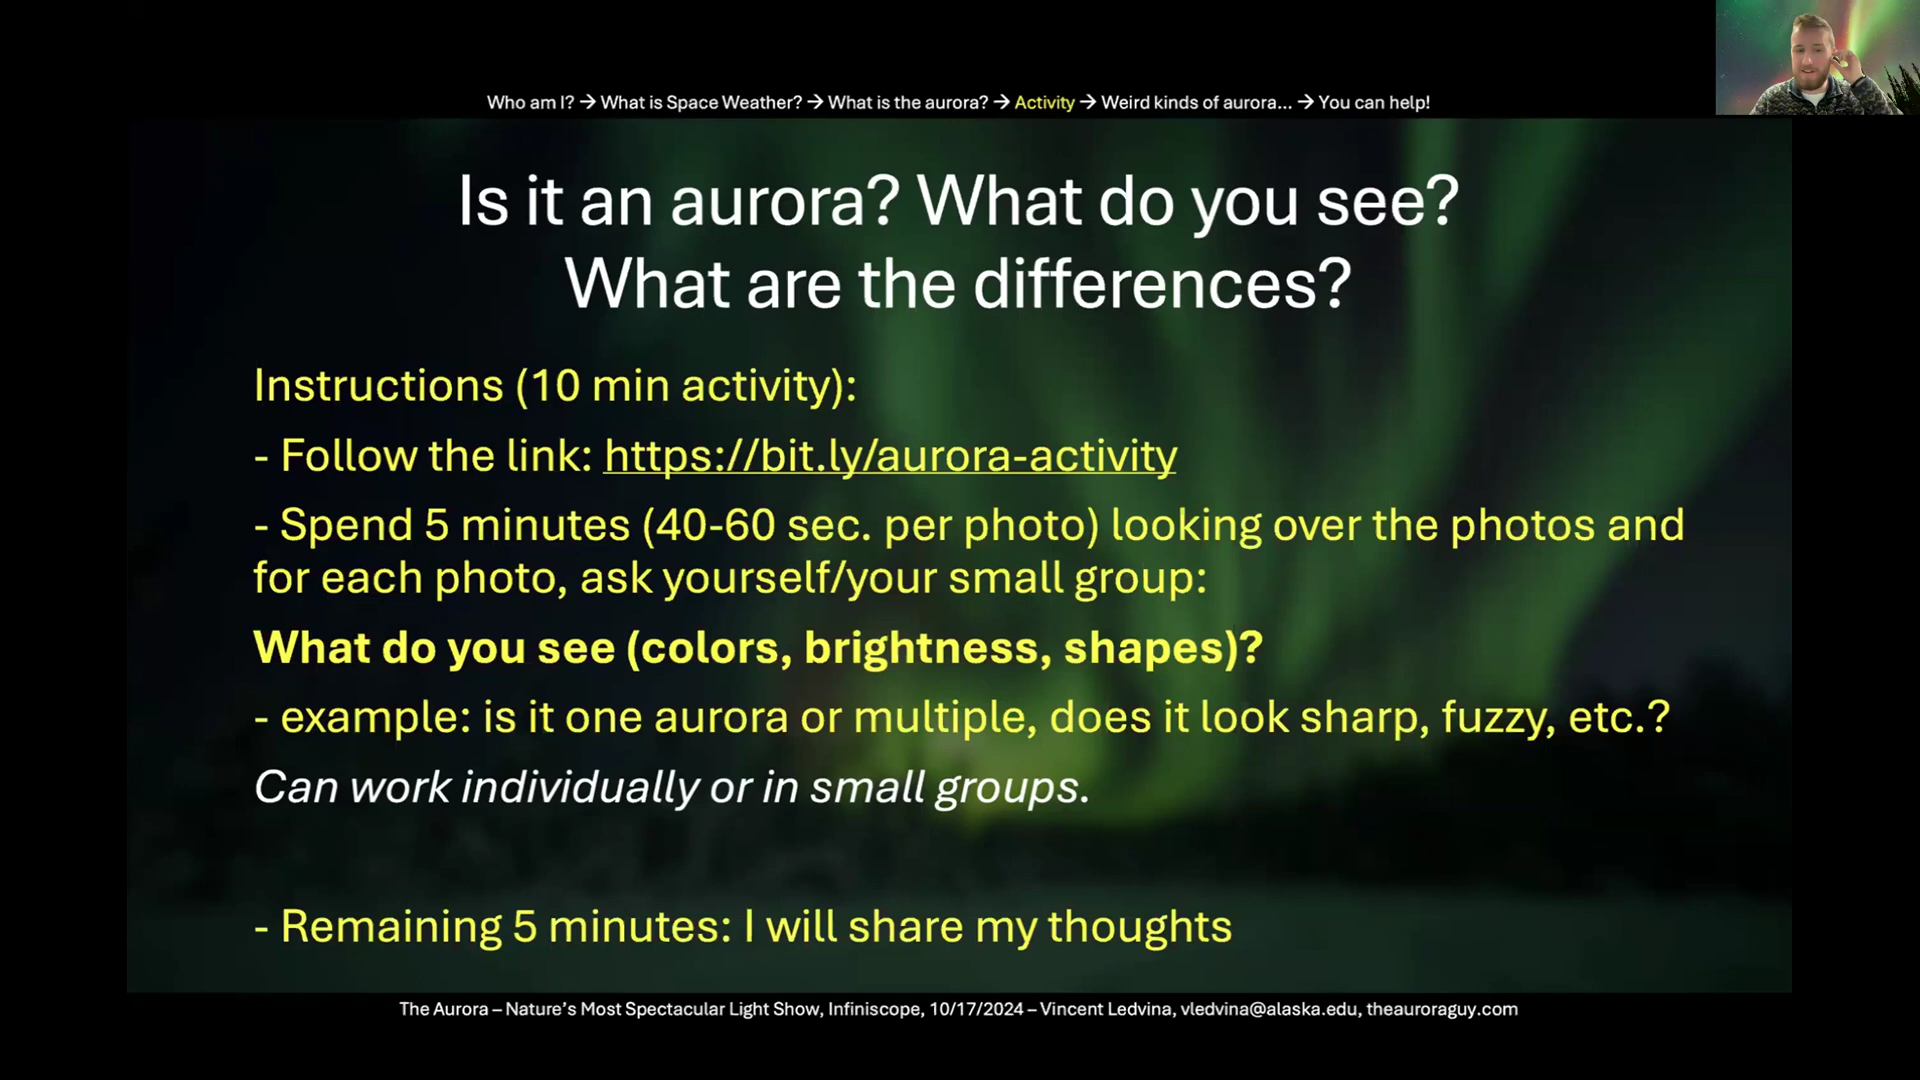 Who am I? → What is Space Weather? → What is the aurora? → Activity → Weird kinds of aurora... → You can help!
Is it an aurora? What do you see?
What are the differences?
Instructions (10 min activity):
- Follow the link: https://bit.ly/aurora-activity
- Spend 5 minutes (40-60 sec. per photo) looking over the photos and
for each photo, ask yourself/your small group:
What do you see (colors, brightness, shapes)?
- example: is it one aurora or multiple, does it look sharp, fuzzy, etc.?
Can work individually or in small groups.
- Remaining 5 minutes: I will share my thoughts
The Aurora – Nature's Most Spectacular Light Show, Infiniscope, 10/17/2024 – Vincent Ledvina, vledvina@alaska.edu, theauroraguy.com